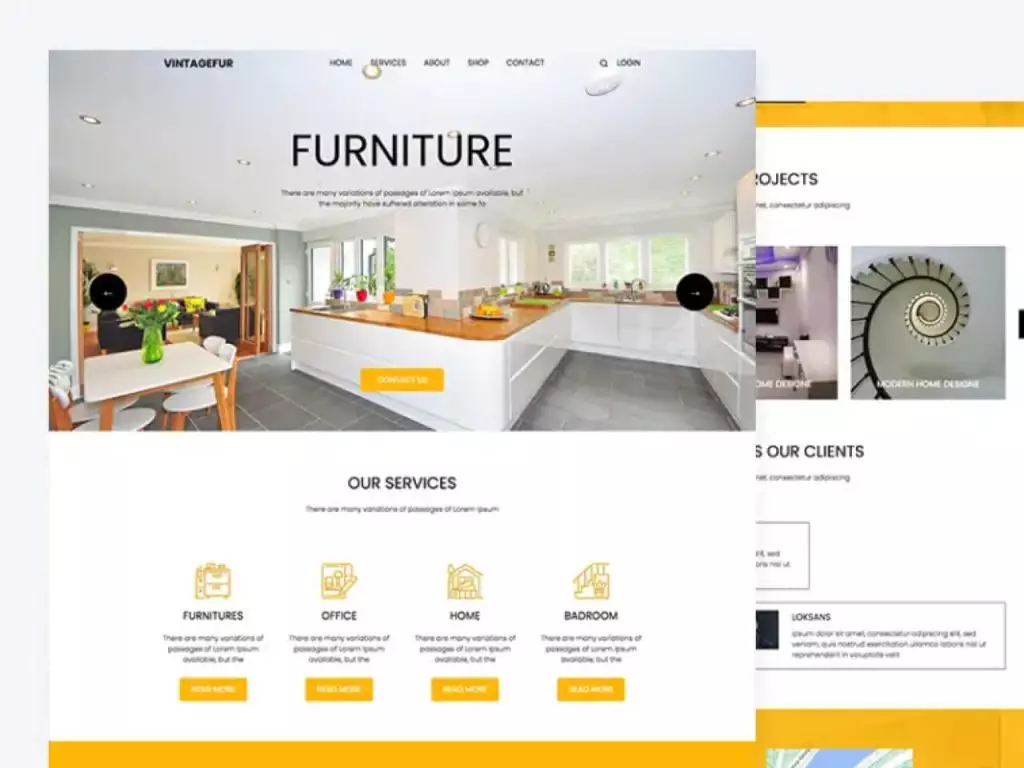 VINTAGEFUR
HOME SERVICES ABOUT SHOP CONTACT LOGIN
FURNITURE
There are many variations of passages of Lorem Ipsum available, but
the majority have suffered alteration in some fo
CONTACT US
OUR SERVICES
There are many variations of passages of Lorem Ipsum
FURNITURES
There are many variations of
passages of Lorem Ipsum
available, but the
READ MORE
OFFICE
There are many variations of
passages of Lorem Ipsum
available, but the
READ MORE
HOME
There are many variations of
passages of Lorem Ipsum
available, but the
READ MORE
BADROOM
There are many variations of
passages of Lorem Ipsum
available, but the
READ MORE
ROJECTS
met, consectetur adipiscing
OME DESIGNE
MODERN HOME DESIGNE
S OUR CLIENTS
met, consectetur adipiscing
elit, sed
oris nisi ut
LOKSANS
ipsum dolor sit amet, consectetur adipiscing elit, sed
veniam, quis nostrud exercitation ullamco laboris nisi ut
reprehenderit in voluptate velit